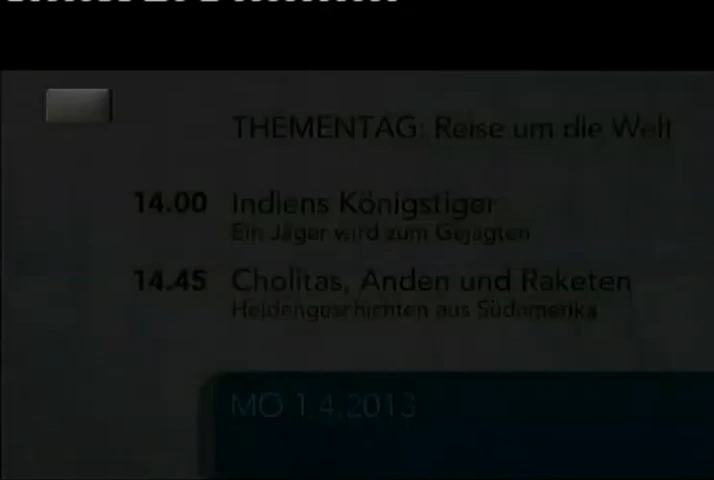 THEMENTAG: Reise um die Welt
14.00 Indiens Königstiger
Ein Jäger wird zum Gejagten
14.45 Cholitas, Anden und Raketen
Heldengeschichten aus Südamerika
MO 1.4.2013